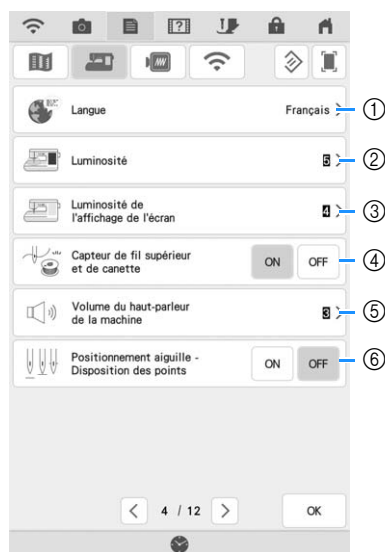 Langue
Français
①
Luminosité
5
②
Luminosité de
l'affichage de l'écran
4
③
Capteur de fil supérieur
et de canette
ON
OFF
④
Volume du haut-parleur
de la machine
3
⑤
Positionnement aiguille -
Disposition des points
ON
OFF
⑥
4 / 12
OK